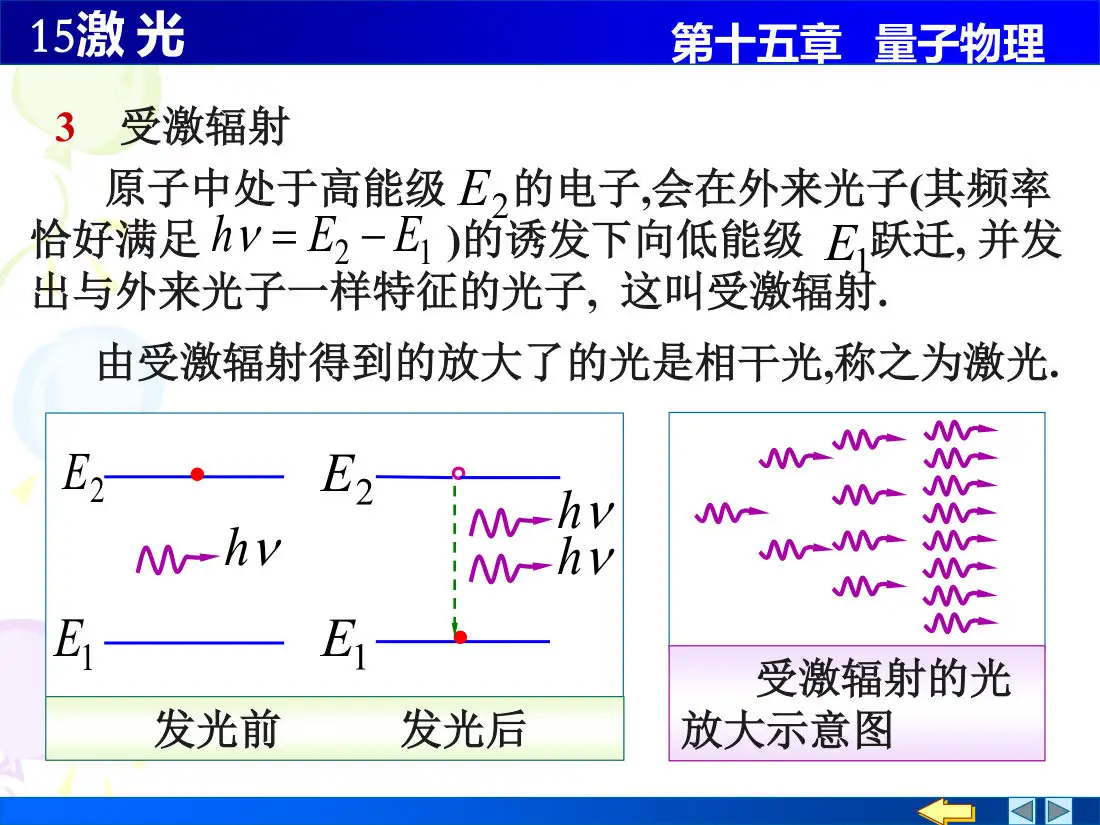 15激 光
第十五章 量子物理
3 受激辐射
原子中处于高能级 E₂ 的电子,会在外来光子(其频率
恰好满足 hν = E₂ − E₁ )的诱发下向低能级 E₁ 跃迁, 并发
出与外来光子一样特征的光子, 这叫受激辐射.
由受激辐射得到的放大了的光是相干光,称之为激光.
E₂
hν
E₁
E₂
hν
hν
E₁
发光前 发光后
受激辐射的光
放大示意图